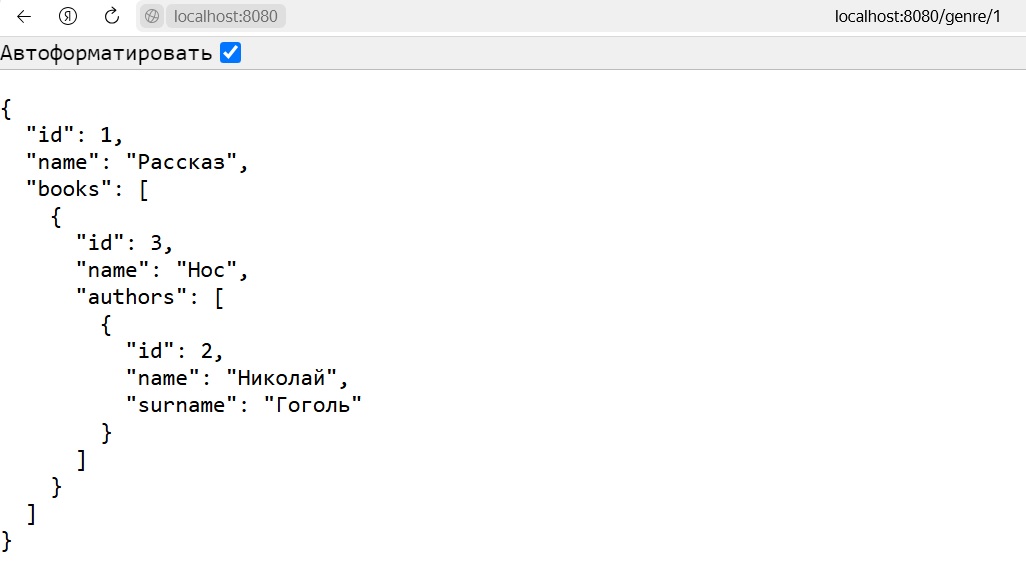 Я localhost:8080 localhost:8080/genre/1
Автоформатировать
{
  "id": 1,
  "name": "Рассказ",
  "books": [
    {
      "id": 3,
      "name": "Нос",
      "authors": [
        {
          "id": 2,
          "name": "Николай",
          "surname": "Гоголь"
        }
      ]
    }
  ]
}